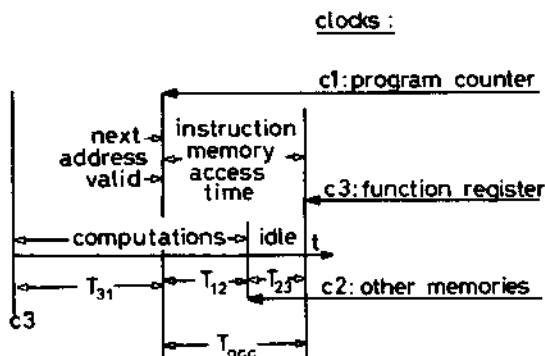 clocks :
c1: program counter
next address valid
instruction memory access time
c3: function register
computations
idle
t
T31
T12
T23
c2: other memories
c3
Tacc